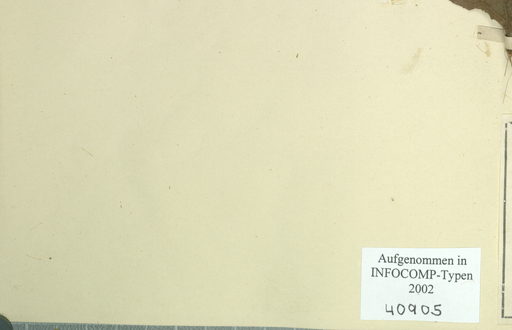 Aufgenommen in
INFOCOMP-Typen
2002
40905